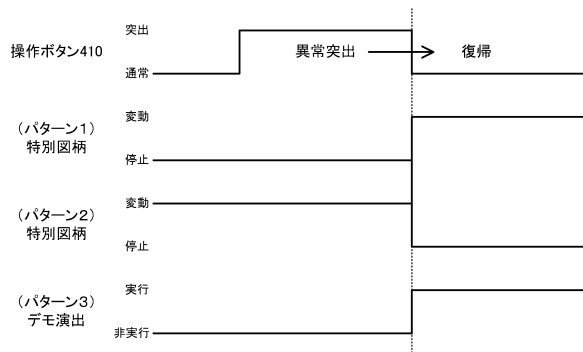 操作ボタン410
突出
通常
異常突出
復帰
（パターン１）
特別図柄
変動
停止
（パターン２）
特別図柄
変動
停止
（パターン３）
デモ演出
実行
非実行